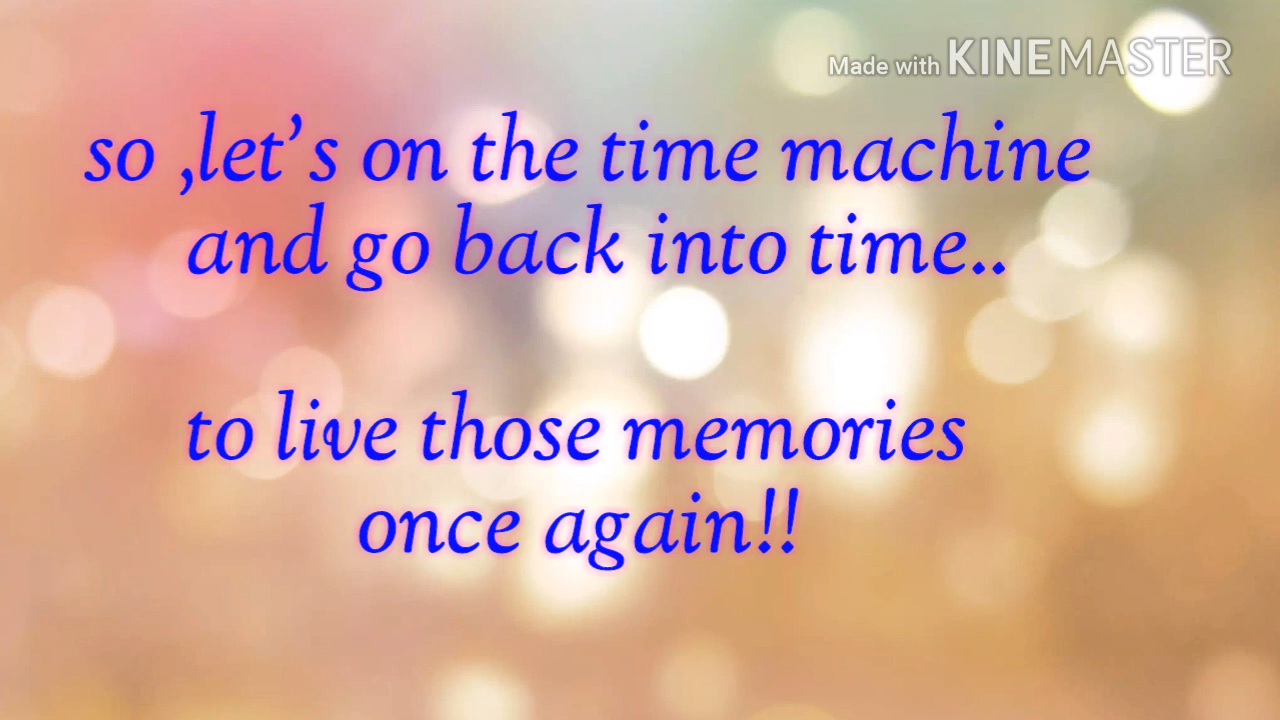 Made with KINEMASTER
so ,let’s on the time machine
and go back into time..
to live those memories
once again!!